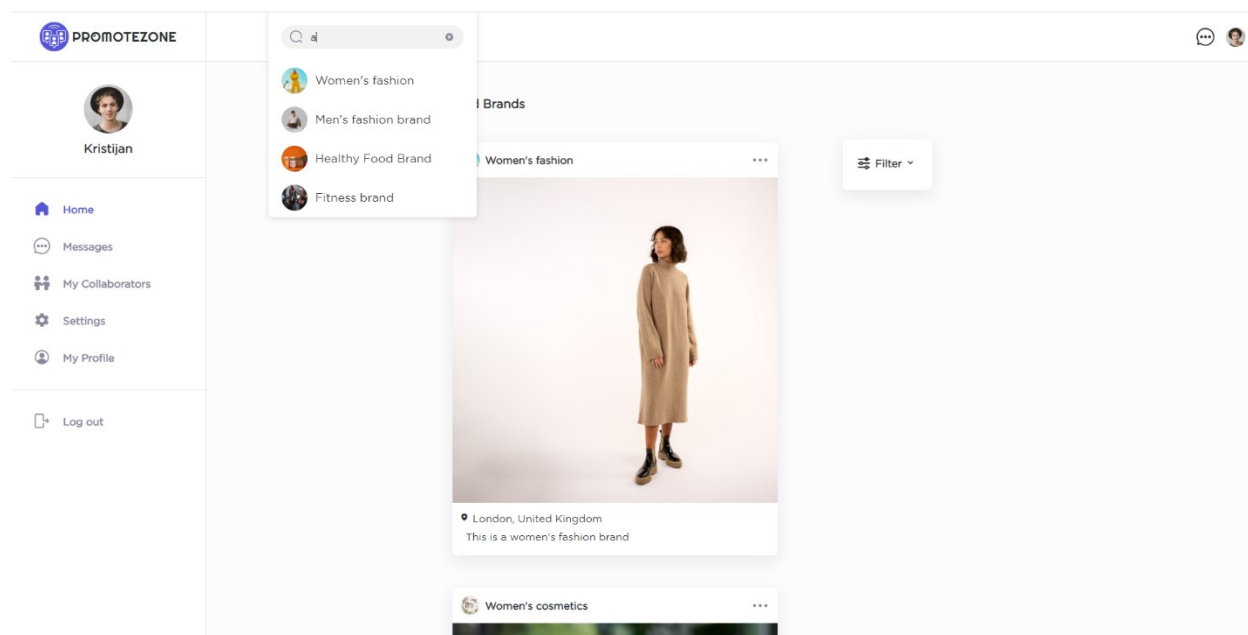 PROMOTEZONE
a
Kristijan
Home
Messages
My Collaborators
Settings
My Profile
Log out
Women's fashion
Men's fashion brand
Healthy Food Brand
Fitness brand
Brands
Women's fashion
London, United Kingdom
This is a women's fashion brand
Women's cosmetics
Filter